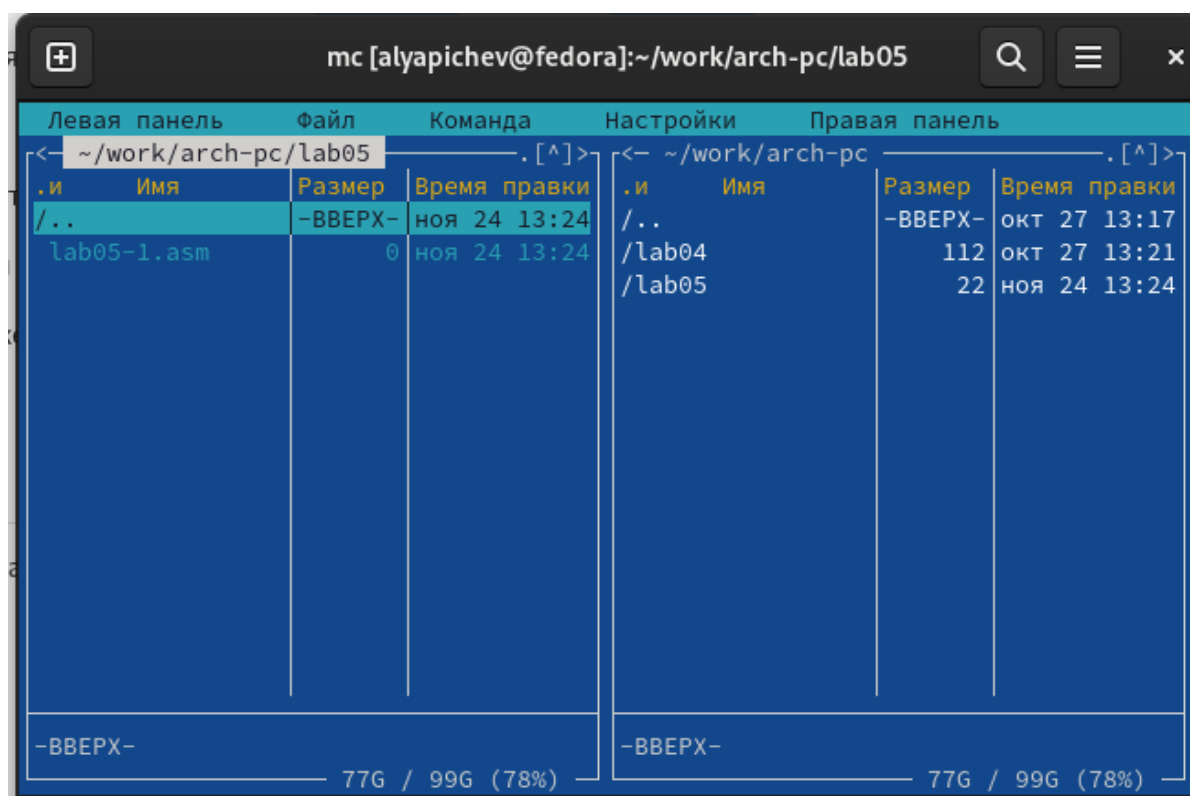 mc [alyapichev@fedora]:~/work/arch-pc/lab05
Левая панель Файл Команда Настройки Правая панель
<— ~/work/arch-pc/lab05 .[^]> <— ~/work/arch-pc .[^]>
.и Имя Размер Время правки .и Имя Размер Время правки
/.. -ВВЕРХ- ноя 24 13:24 /.. -ВВЕРХ- окт 27 13:17
lab05-1.asm 0 ноя 24 13:24 /lab04 112 окт 27 13:21
/lab05 22 ноя 24 13:24
-ВВЕРХ- -ВВЕРХ-
77G / 99G (78%) 77G / 99G (78%)